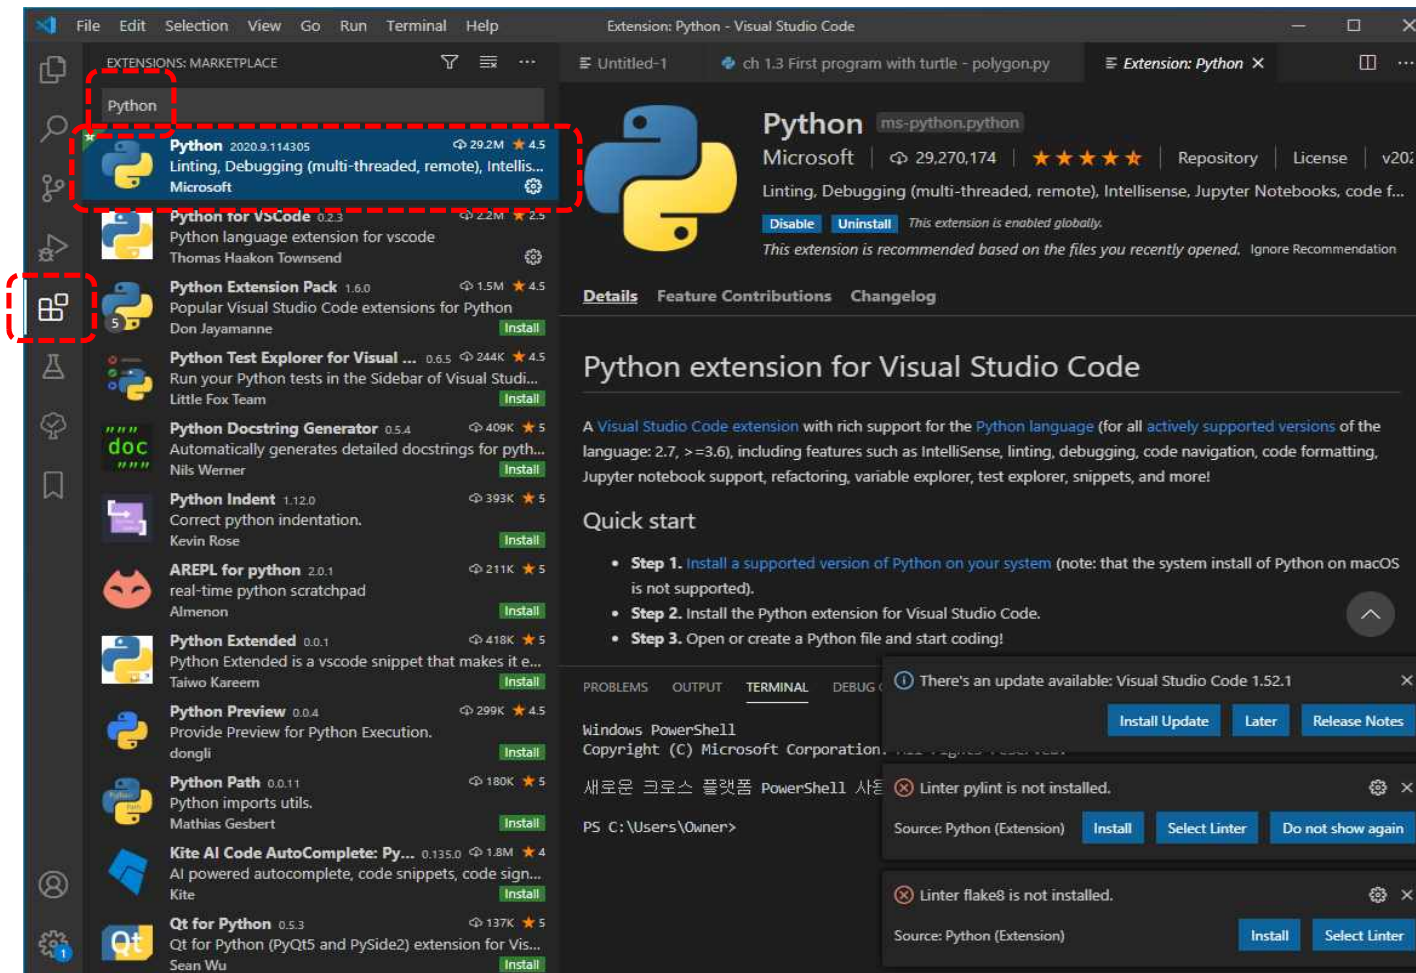 File Edit Selection View Go Run Terminal Help
Extension: Python - Visual Studio Code
EXTENSIONS: MARKETPLACE
Python
Python 2020.9.114305 29.2M 4.5
Linting, Debugging (multi-threaded, remote), Intellis...
Microsoft
Python for VSCode 0.2.3 2.2M 2.5
Python language extension for vscode
Thomas Haakon Townsend
Python Extension Pack 1.6.0 1.5M 4.5
Popular Visual Studio Code extensions for Python
5
Don Jayamanne Install
Python Test Explorer for Visual ... 0.6.5 244K 4.5
Run your Python tests in the Sidebar of Visual Studi...
Little Fox Team Install
"""
doc
"""
Python Docstring Generator 0.5.4 409K 5
Automatically generates detailed docstrings for pyth...
Nils Werner Install
Python Indent 1.12.0 393K 5
Correct python indentation.
Kevin Rose Install
AREPL for python 2.0.1 211K 5
real-time python scratchpad
Almenon Install
Python Extended 0.0.1 418K 5
Python Extended is a vscode snippet that makes it e...
Taiwo Kareem Install
Python Preview 0.0.4 299K 4.5
Provide Preview for Python Execution.
dongli Install
Python Path 0.0.11 180K 5
Python imports utils.
Mathias Gesbert Install
Kite AI Code AutoComplete: Py... 0.135.0 1.8M 4
AI powered autocomplete, code snippets, code sign...
Kite Install
Qt
Qt for Python 0.5.3 137K 5
Qt for Python (PyQt5 and PySide2) extension for Vis...
Sean Wu Install
1
Untitled-1 ch 1.3 First program with turtle - polygon.py Extension: Python
Python ms-python.python
Microsoft 29,270,174 Repository License v202
Linting, Debugging (multi-threaded, remote), Intellisense, Jupyter Notebooks, code f...
Disable Uninstall This extension is enabled globally.
This extension is recommended based on the files you recently opened. Ignore Recommendation
Details Feature Contributions Changelog
Python extension for Visual Studio Code
A Visual Studio Code extension with rich support for the Python language (for all actively supported versions of the
language: 2.7, >=3.6), including features such as IntelliSense, linting, debugging, code navigation, code formatting,
Jupyter notebook support, refactoring, variable explorer, test explorer, snippets, and more!
Quick start
• Step 1. Install a supported version of Python on your system (note: that the system install of Python on macOS
is not supported).
• Step 2. Install the Python extension for Visual Studio Code.
• Step 3. Open or create a Python file and start coding!
PROBLEMS OUTPUT TERMINAL DEBUG
Windows PowerShell
Copyright (C) Microsoft Corporation. All rights reserved.
새로운 크로스 플랫폼 PowerShell 사용
PS C:\Users\Owner>
There's an update available: Visual Studio Code 1.52.1
Install Update Later Release Notes
Linter pylint is not installed.
Source: Python (Extension) Install Select Linter Do not show again
Linter flake8 is not installed.
Source: Python (Extension) Install Select Linter